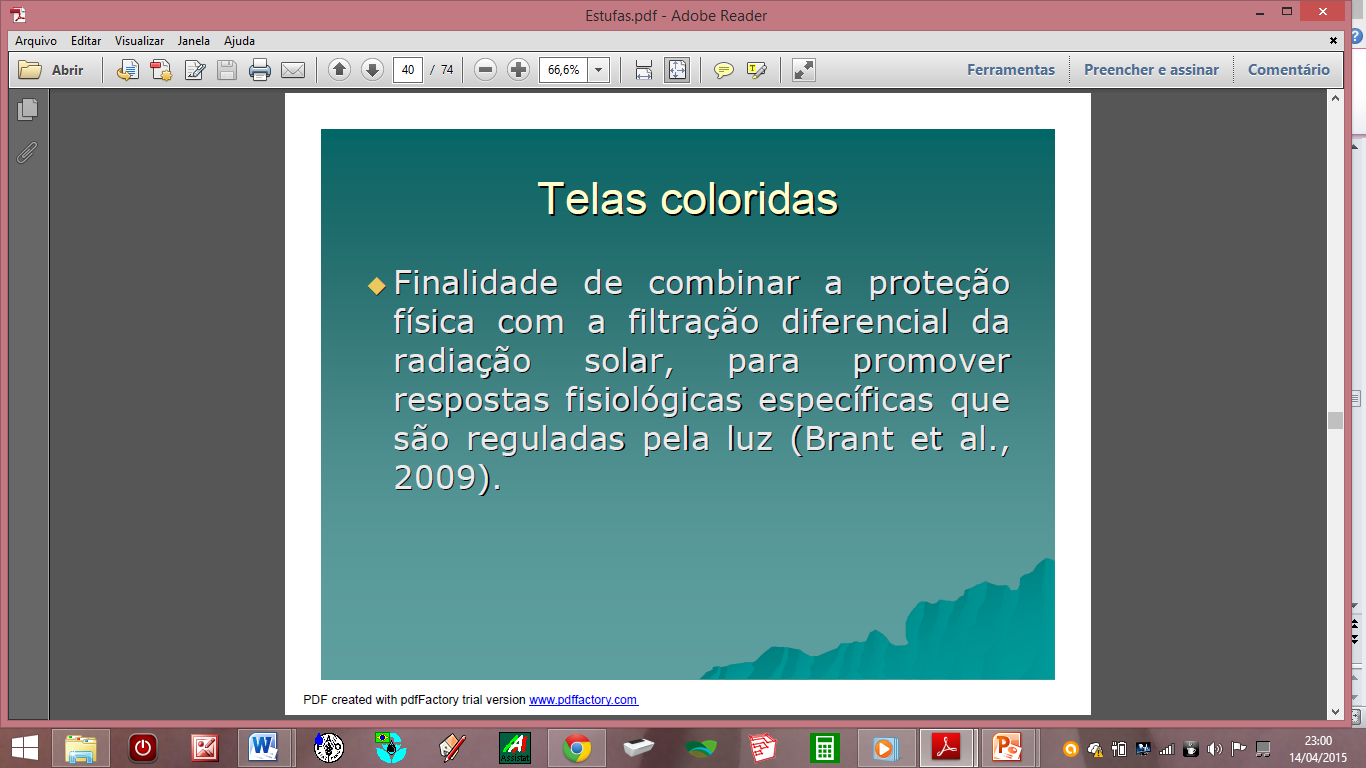 Estufas.pdf - Adobe Reader
Arquivo Editar Visualizar Janela Ajuda
Abrir 40 / 74 66,6% Ferramentas Preencher e assinar Comentário
Telas coloridas
Finalidade de combinar a proteção
física com a filtração diferencial da
radiação solar, para promover
respostas fisiológicas específicas que
são reguladas pela luz (Brant et al.,
2009).
PDF created with pdfFactory trial version www.pdffactory.com
Assistat
23:00
14/04/2015